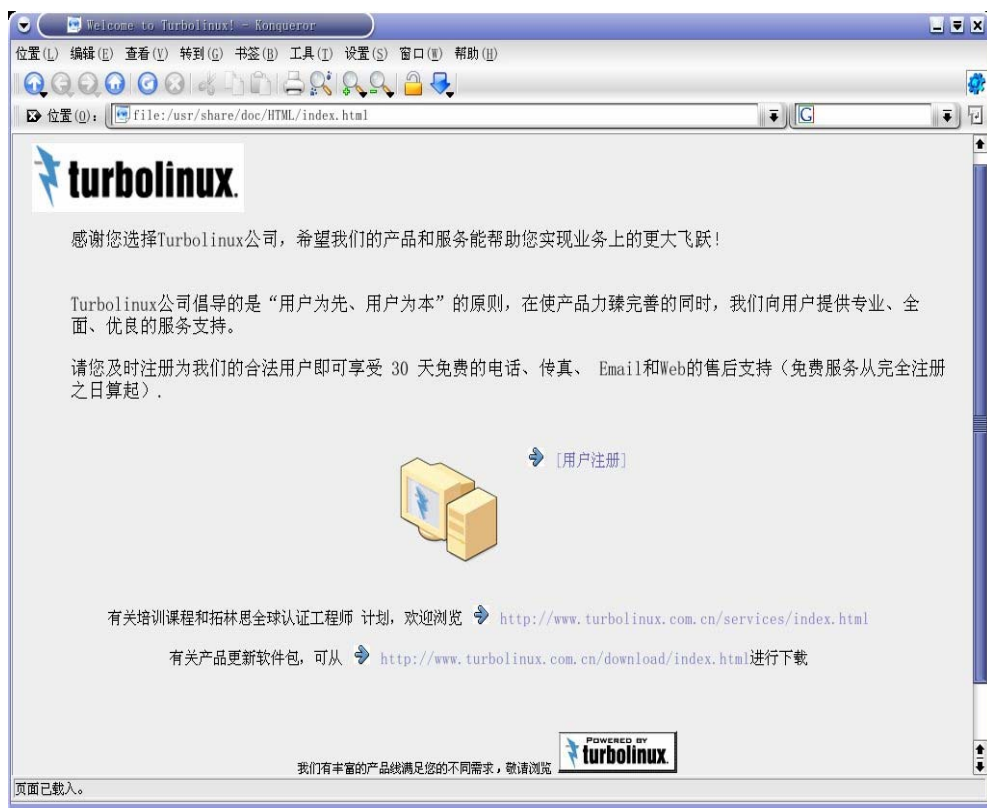 Welcome to Turbolinux! - Konqueror
位置(L) 编辑(E) 查看(V) 转到(G) 书签(B) 工具(T) 设置(S) 窗口(W) 帮助(H)
位置(O): file:/usr/share/doc/HTML/index.html G
turbolinux.
感谢您选择Turbolinux公司，希望我们的产品和服务能帮助您实现业务上的更大飞跃！
Turbolinux公司倡导的是“用户为先、用户为本”的原则，在使产品力臻完善的同时，我们向用户提供专业、全
面、优良的服务支持。
请您及时注册为我们的合法用户即可享受 30 天免费的电话、传真、 Email和Web的售后支持（免费服务从完全注册
之日算起）.
[用户注册]
有关培训课程和拓林思全球认证工程师 计划，欢迎浏览 http://www.turbolinux.com.cn/services/index.html
有关产品更新软件包，可从 http://www.turbolinux.com.cn/download/index.html进行下载
我们有丰富的产品线满足您的不同需求，敬请浏览 POWERED BY turbolinux.
页面已载入。